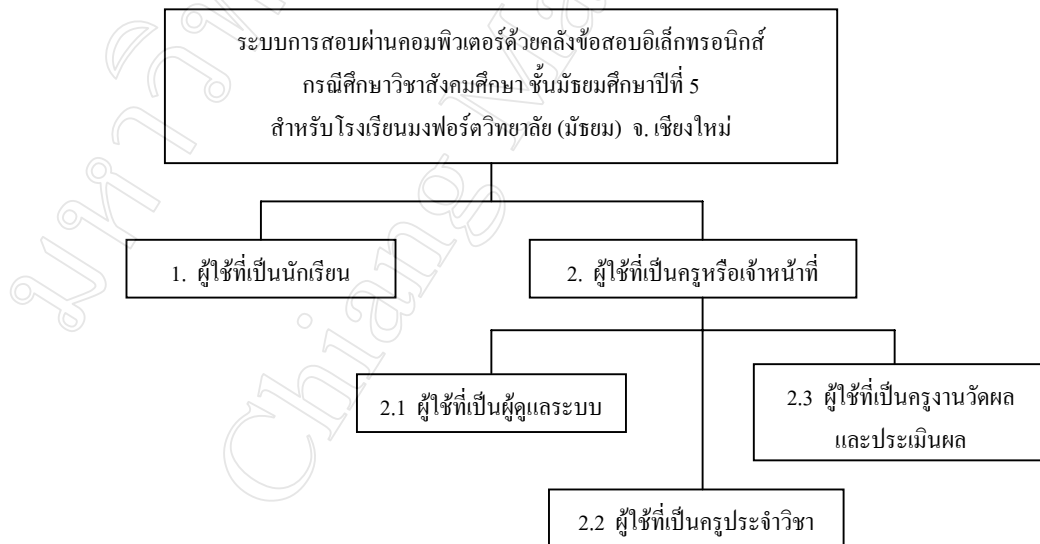 ระบบการสอบผ่านคอมพิวเตอร์ด้วยคลังข้อสอบอิเล็กทรอนิกส์
กรณีศึกษาวิชาสังคมศึกษา ชั้นมัธยมศึกษาปีที่ 5
สำหรับโรงเรียนมงฟอร์ตวิทยาลัย (มัธยม) จ. เชียงใหม่
1. ผู้ใช้ที่เป็นนักเรียน
2. ผู้ใช้ที่เป็นครูหรือเจ้าหน้าที่
2.1 ผู้ใช้ที่เป็นผู้ดูแลระบบ
2.3 ผู้ใช้ที่เป็นครูงานวัดผล
และประเมินผล
2.2 ผู้ใช้ที่เป็นครูประจำวิชา
Chiang Ma